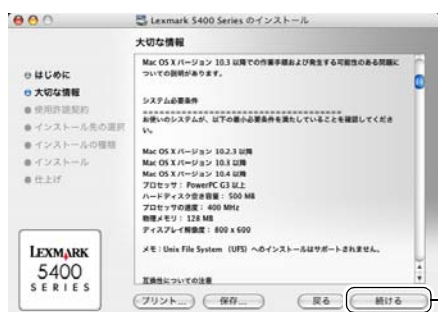 Lexmark 5400 Series のインストール
大切な情報
はじめに
大切な情報
使用許諾契約
インストール先の選択
インストールの種類
インストール
仕上げ
Mac OS X バージョン 10.3 以降での作業手順および発生する可能性のある問題に
ついての説明があります。
システム必要条件
================================================
お使いのシステムが、以下の最小必要条件を満たしていることを確認してくださ
い。
Mac OS X バージョン 10.2.3 以降
Mac OS X バージョン 10.3 以降
Mac OS X バージョン 10.4 以降
プロセッサ： PowerPC G3 以上
ハードディスク空き容量： 500 MB
プロセッサの速度： 400 MHz
物理メモリ： 128 MB
ディスプレイ解像度： 800 x 600
メモ：Unix File System （UFS）へのインストールはサポートされません。
互換性についての注意
LEXMARK
5400
SERIES
プリント...
保存...
戻る
続ける